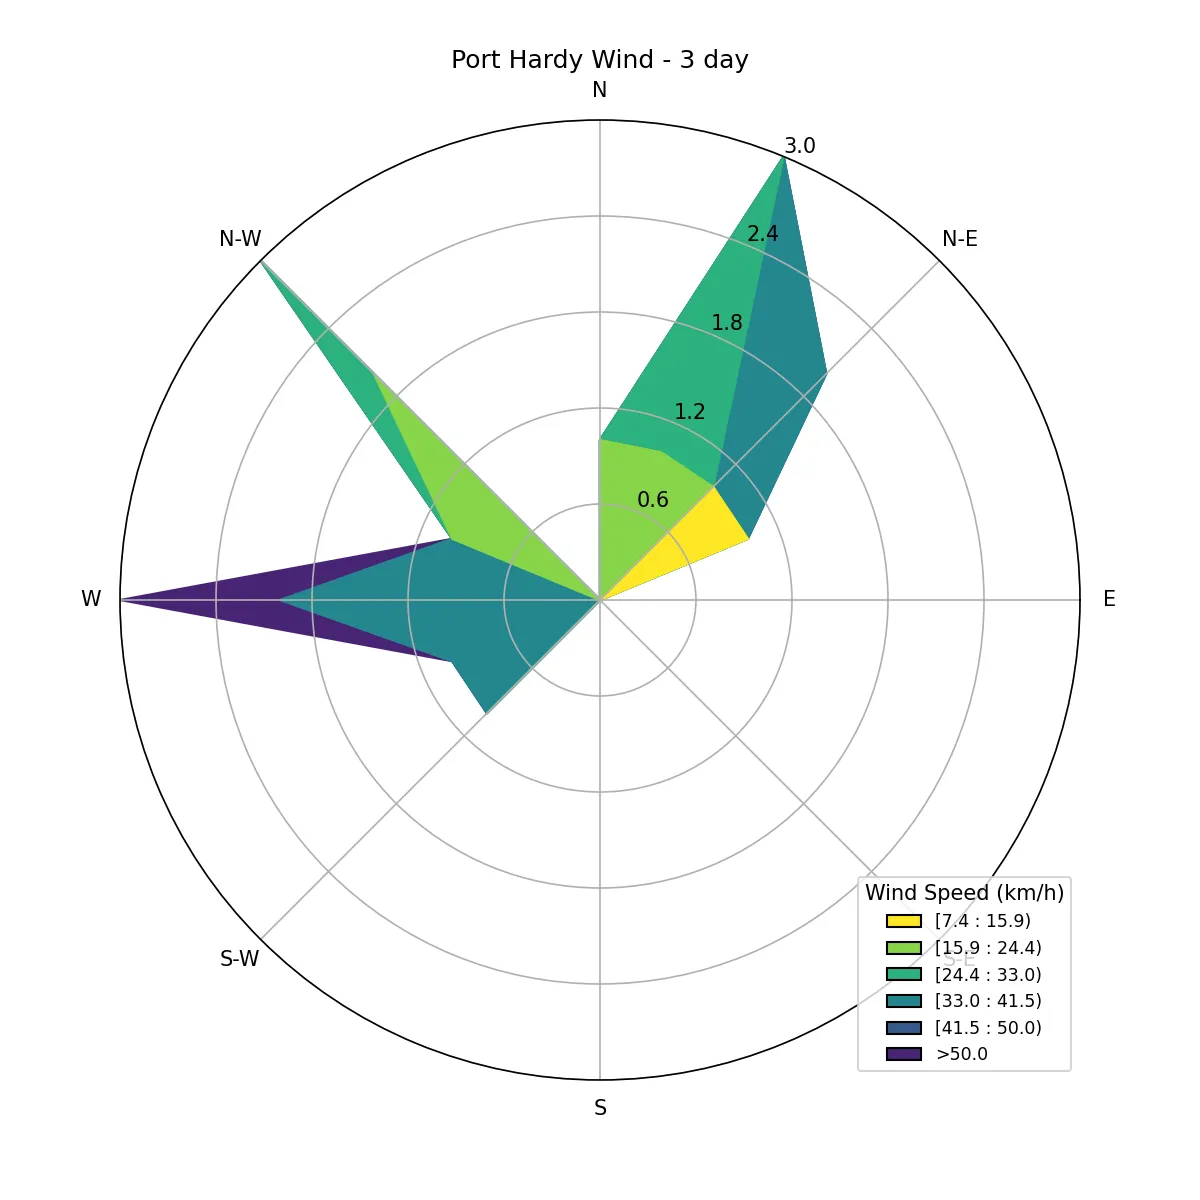 Port Hardy Wind - 3 day
N
3.0
N-W
2.4
N-E
1.8
1.2
0.6
W
E
S-W
S-E
S
Wind Speed (km/h)
[7.4 : 15.9)
[15.9 : 24.4)
[24.4 : 33.0)
[33.0 : 41.5)
[41.5 : 50.0)
>50.0